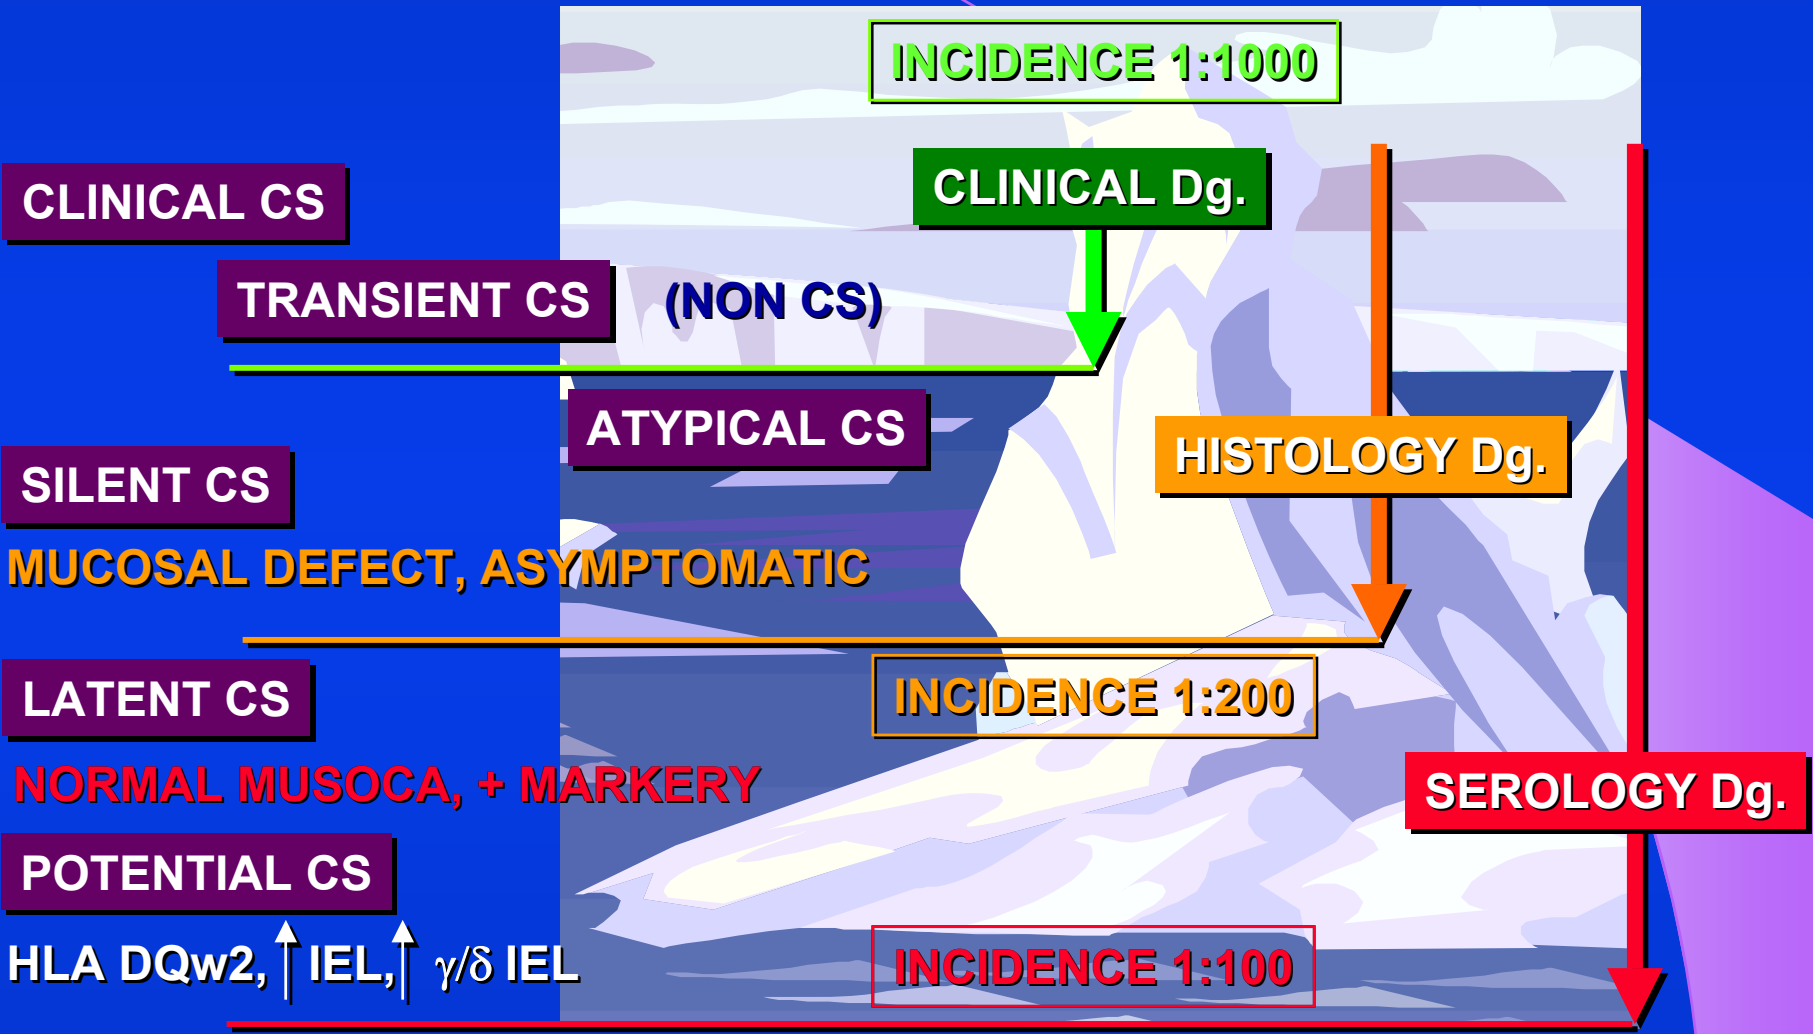 INCIDENCE 1:1000
CLINICAL CS
CLINICAL Dg.
TRANSIENT CS
(NON CS)
ATYPICAL CS
SILENT CS
HISTOLOGY Dg.
MUCOSAL DEFECT, ASYMPTOMATIC
LATENT CS
INCIDENCE 1:200
NORMAL MUSOCA, + MARKERY
SEROLOGY Dg.
POTENTIAL CS
HLA DQw2, ↑ IEL, ↑ γ/δ IEL
INCIDENCE 1:100